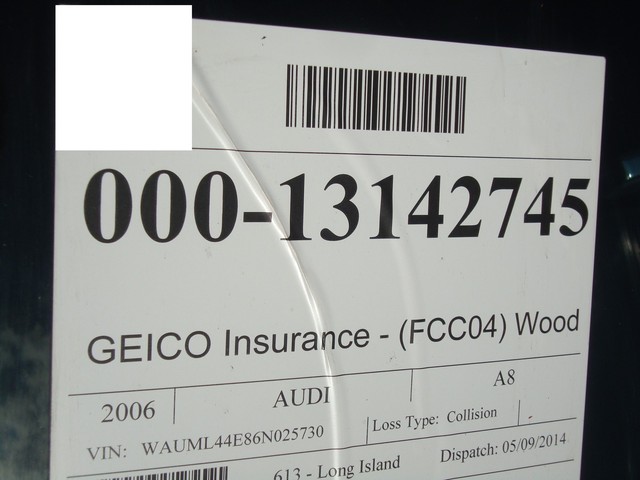 000-13142745
GEICO Insurance - (FCC04) Wood
2006 AUDI A8
VIN: WAUML44E86N025730 Loss Type: Collision -
613 - Long Island Dispatch: 05/09/2014